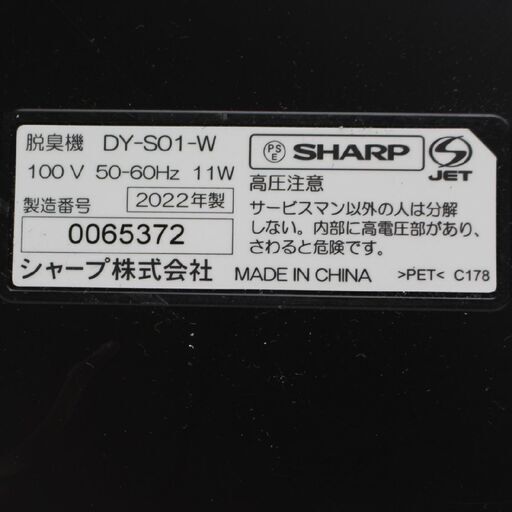 脱臭機 DY-S01-W
100V 50-60Hz 11W
製造番号 2022年製
0065372
シャープ株式会社
PS E SHARP
JET
高圧注意
サービスマン以外の人は分解
しない。内部に高電圧部があり、
さわると危険です。
MADE IN CHINA >PET< C178